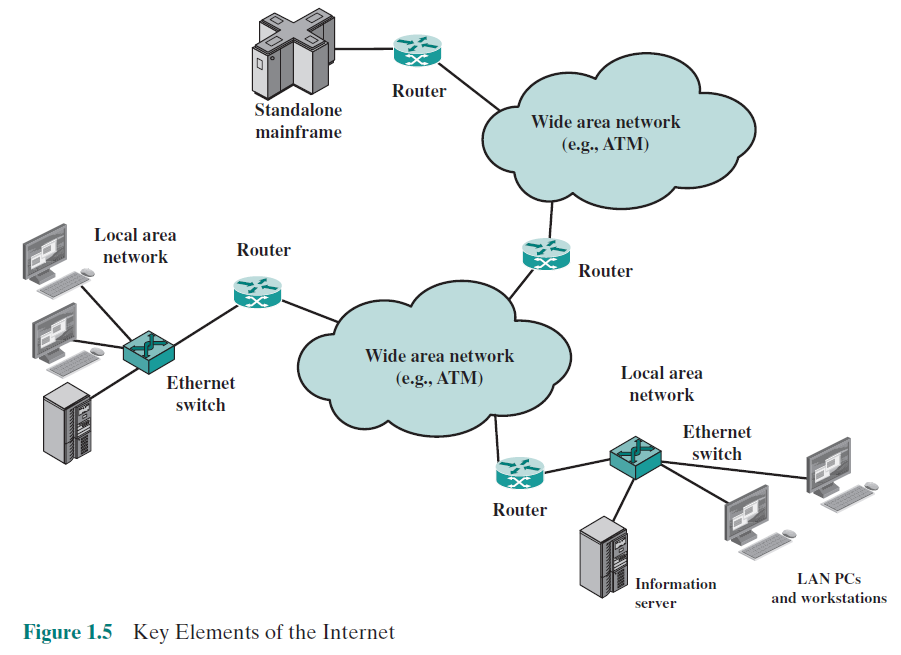 Standalone
mainframe
Router
Wide area network
(e.g., ATM)
Local area
network
Router
Router
Wide area network
(e.g., ATM)
Ethernet
switch
Local area
network
Ethernet
switch
Router
Information
server
LAN PCs
and workstations
Figure 1.5 Key Elements of the Internet